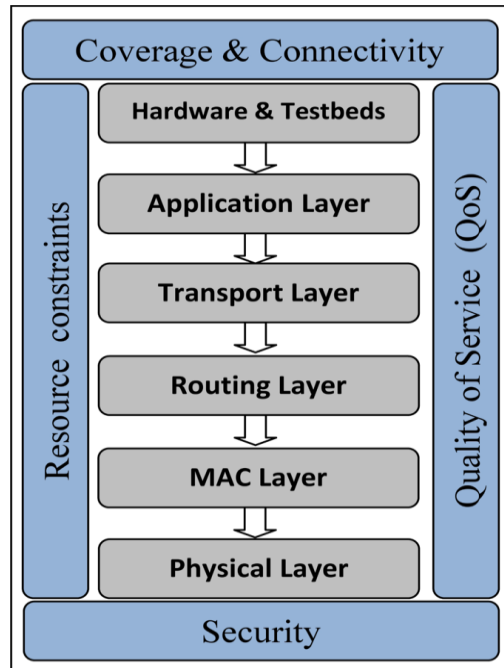 Coverage & Connectivity
Resource constraints
Hardware & Testbeds
Application Layer
Transport Layer
Routing Layer
MAC Layer
Physical Layer
Quality of Service (QoS)
Security